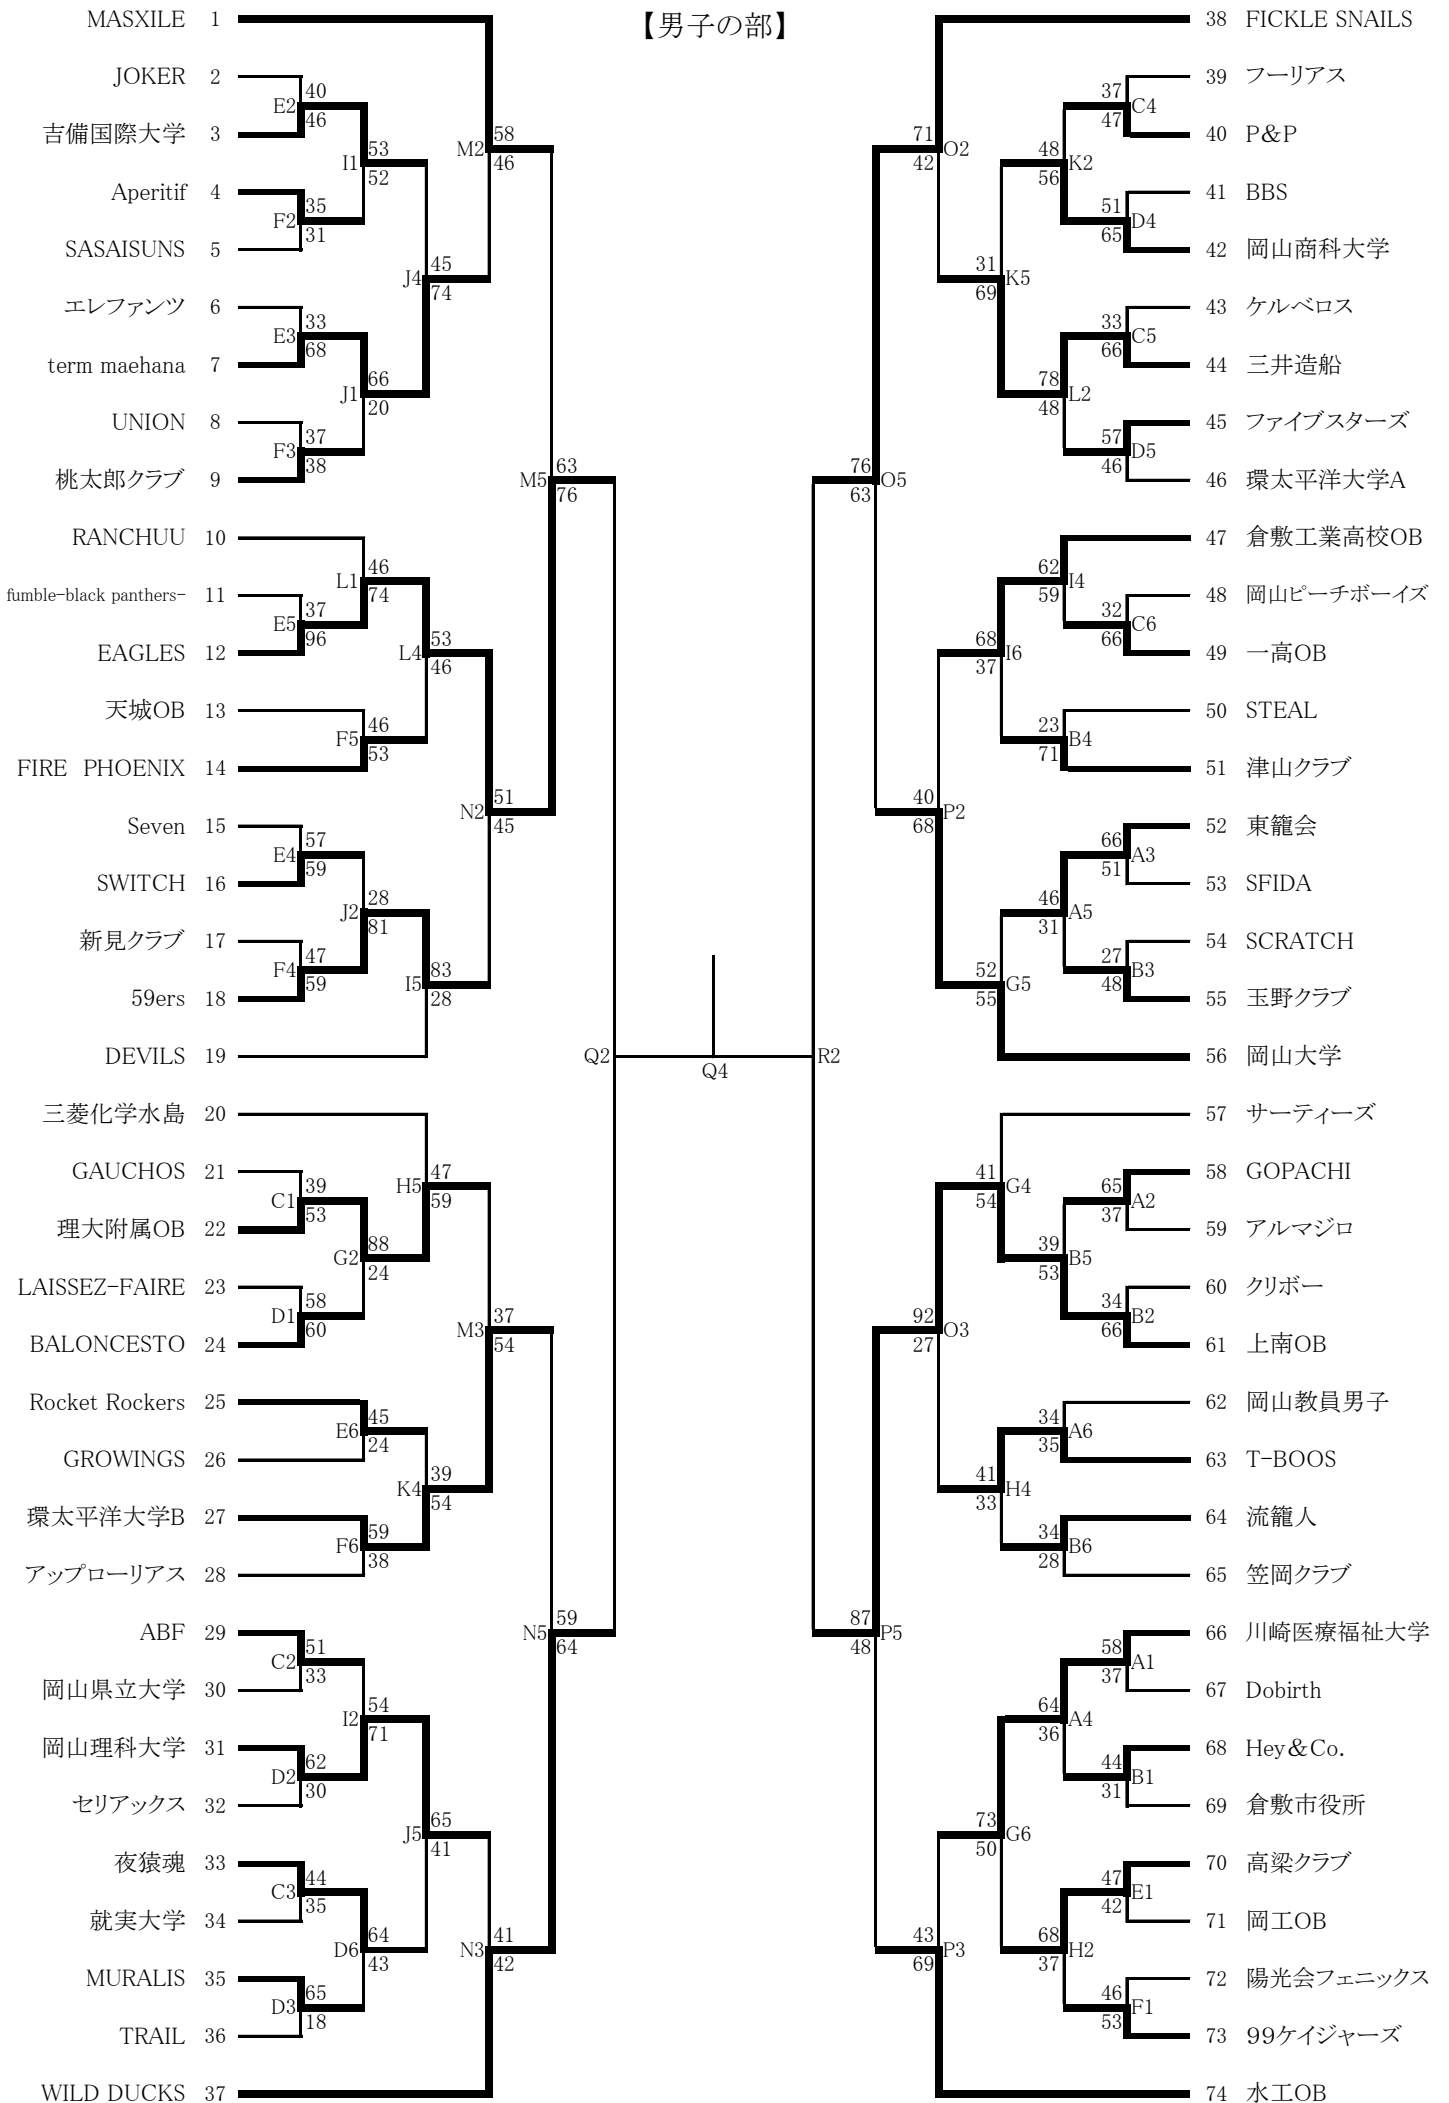 【男子の部】
MASXILE 1
JOKER 2
吉備国際大学 3
Aperitif 4
SASAISUNS 5
エレファンツ 6
term maehana 7
UNION 8
桃太郎クラブ 9
RANCHUU 10
fumble-black panthers- 11
EAGLES 12
天城OB 13
FIRE PHOENIX 14
Seven 15
SWITCH 16
新見クラブ 17
59ers 18
DEVILS 19
三菱化学水島 20
GAUCHOS 21
理大附属OB 22
LAISSEZ-FAIRE 23
BALONCESTO 24
Rocket Rockers 25
GROWINGS 26
環太平洋大学B 27
アップローリアス 28
ABF 29
岡山県立大学 30
岡山理科大学 31
セリアックス 32
夜猿魂 33
就実大学 34
MURALIS 35
TRAIL 36
WILD DUCKS 37
40
E2
46
35
F2
31
33
E3
68
37
F3
38
37
E5
96
57
E4
59
47
F4
59
39
C1
53
58
D1
60
51
C2
33
62
D2
30
44
C3
35
65
D3
18
53
I1
52
66
J1
20
46
L1
74
46
F5
53
28
J2
81
88
G2
24
45
E6
24
59
F6
38
54
I2
71
64
D6
43
45
J4
74
53
L4
46
83
I5
28
47
H5
59
39
K4
54
65
J5
41
58
M2
46
51
N2
45
37
M3
54
41
N3
42
63
M5
76
59
N5
64
Q2
Q4
R2
76
O5
63
87
P5
48
71
O2
42
40
P2
68
92
O3
27
43
P3
69
31
K5
69
68
I6
37
52
G5
55
41
G4
54
41
H4
33
73
G6
50
48
K2
56
78
L2
48
62
I4
59
23
B4
71
46
A5
31
39
B5
53
34
A6
35
34
B6
28
64
A4
36
68
H2
37
37
C4
47
51
D4
65
33
C5
66
57
D5
46
32
C6
66
66
A3
51
27
B3
48
65
A2
37
34
B2
66
58
A1
37
44
B1
31
47
E1
42
46
F1
53
38 FICKLE SNAILS
39 フーリアス
40 P&P
41 BBS
42 岡山商科大学
43 ケルベロス
44 三井造船
45 ファイブスターズ
46 環太平洋大学A
47 倉敷工業高校OB
48 岡山ピーチボーイズ
49 一高OB
50 STEAL
51 津山クラブ
52 東籠会
53 SFIDA
54 SCRATCH
55 玉野クラブ
56 岡山大学
57 サーティーズ
58 GOPACHI
59 アルマジロ
60 クリボー
61 上南OB
62 岡山教員男子
63 T-BOOS
64 流籠人
65 笠岡クラブ
66 川崎医療福祉大学
67 Dobirth
68 Hey&Co.
69 倉敷市役所
70 高梁クラブ
71 岡工OB
72 陽光会フェニックス
73 99ケイジャーズ
74 水工OB